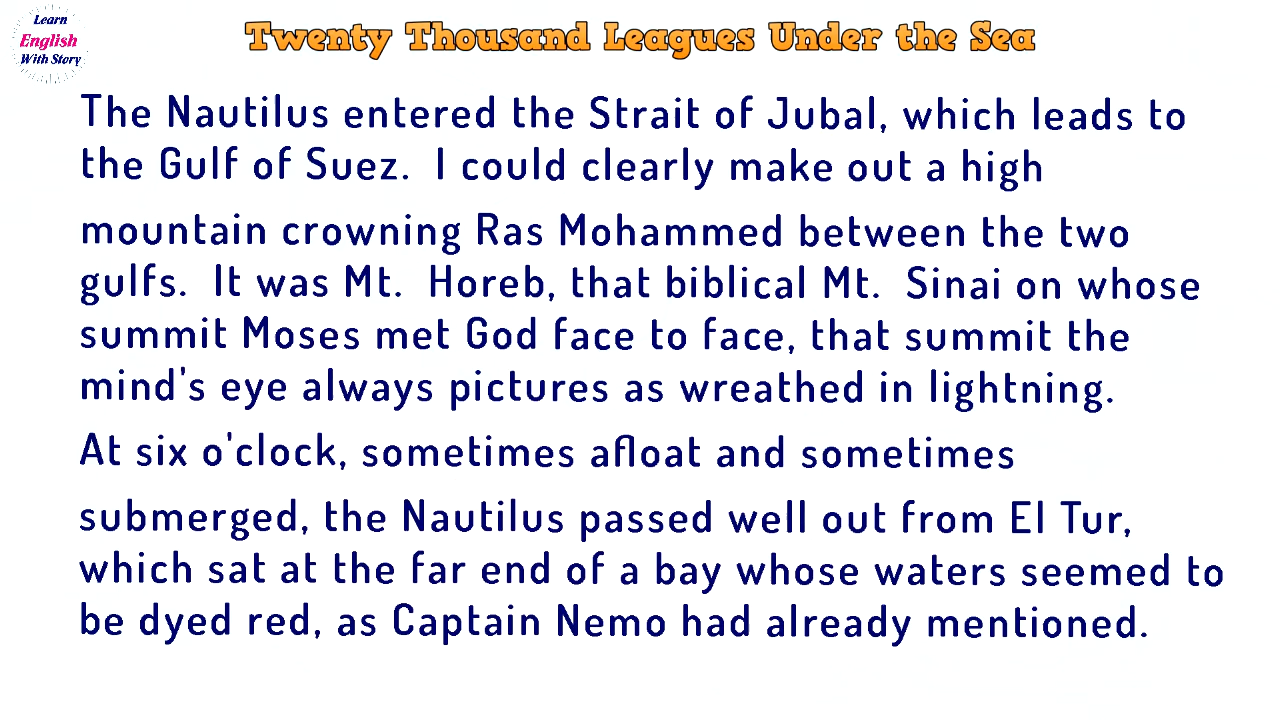 Learn
English
With Story
Twenty Thousand Leagues Under the Sea
The Nautilus entered the Strait of Jubal, which leads to
the Gulf of Suez.  I could clearly make out a high
mountain crowning Ras Mohammed between the two
gulfs.  It was Mt.  Horeb, that biblical Mt.  Sinai on whose
summit Moses met God face to face, that summit the
mind's eye always pictures as wreathed in lightning.
At six o'clock, sometimes afloat and sometimes
submerged, the Nautilus passed well out from El Tur,
which sat at the far end of a bay whose waters seemed to
be dyed red, as Captain Nemo had already mentioned.